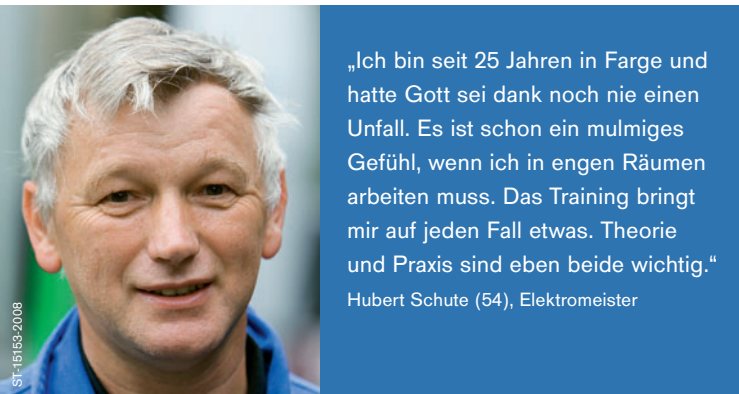 „Ich bin seit 25 Jahren in Farge und
hatte Gott sei dank noch nie einen
Unfall. Es ist schon ein mulmiges
Gefühl, wenn ich in engen Räumen
arbeiten muss. Das Training bringt
mir auf jeden Fall etwas. Theorie
und Praxis sind eben beide wichtig.“
Hubert Schute (54), Elektromeister
ST-15153-2008